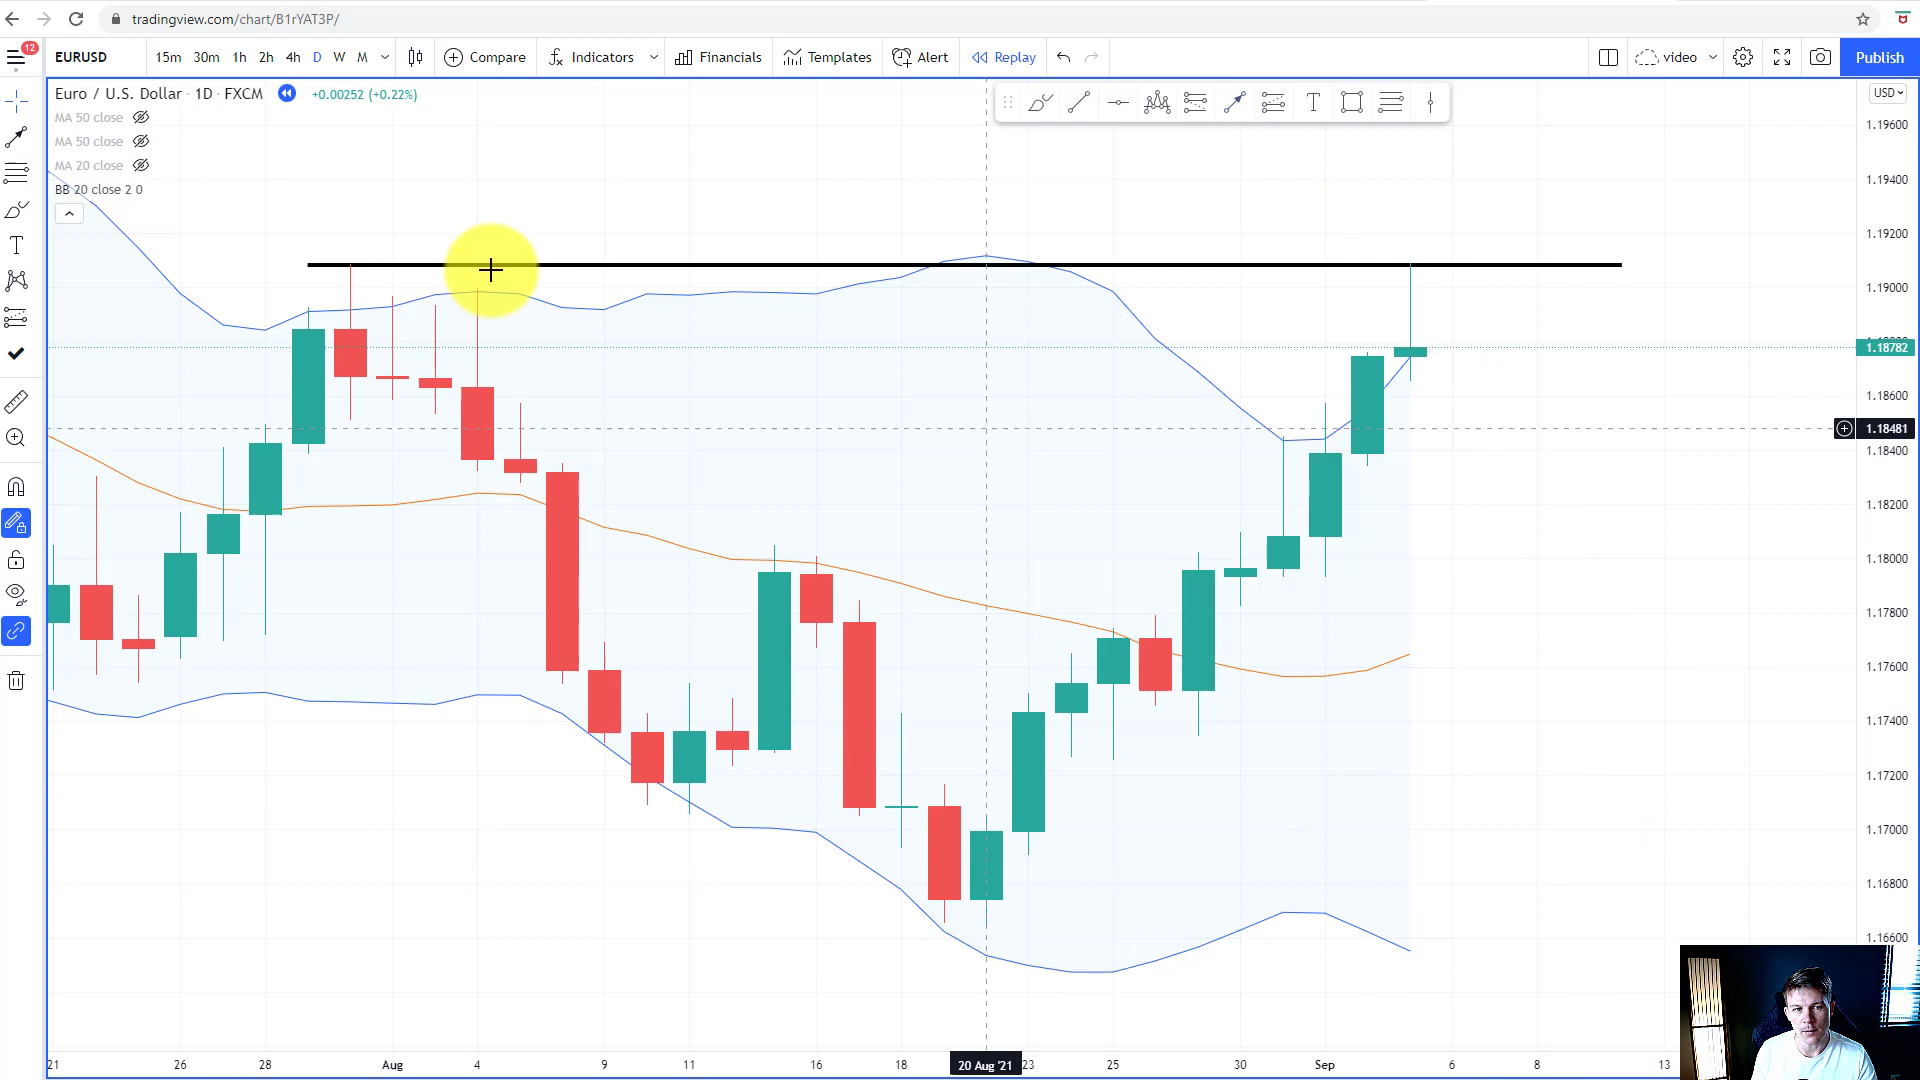 tradingview.com/chart/B1rYAT3P/
12
EURUSD 15m 30m 1h 2h 4h D W M Compare Indicators Financials Templates Alert Replay video Publish
Euro / U.S. Dollar · 1D · FXCM +0.00252 (+0.22%)
USD
MA 50 close
MA 50 close
MA 20 close
BB 20 close 2 0
1.19600
1.19400
1.19200
1.19000
1.18782
1.18600
1.18481
1.18400
1.18200
1.18000
1.17800
1.17600
1.17400
1.17200
1.17000
1.16800
1.16600
21 26 28 Aug 4 9 11 16 18 20 Aug '21 23 25 30 Sep 6 8 13